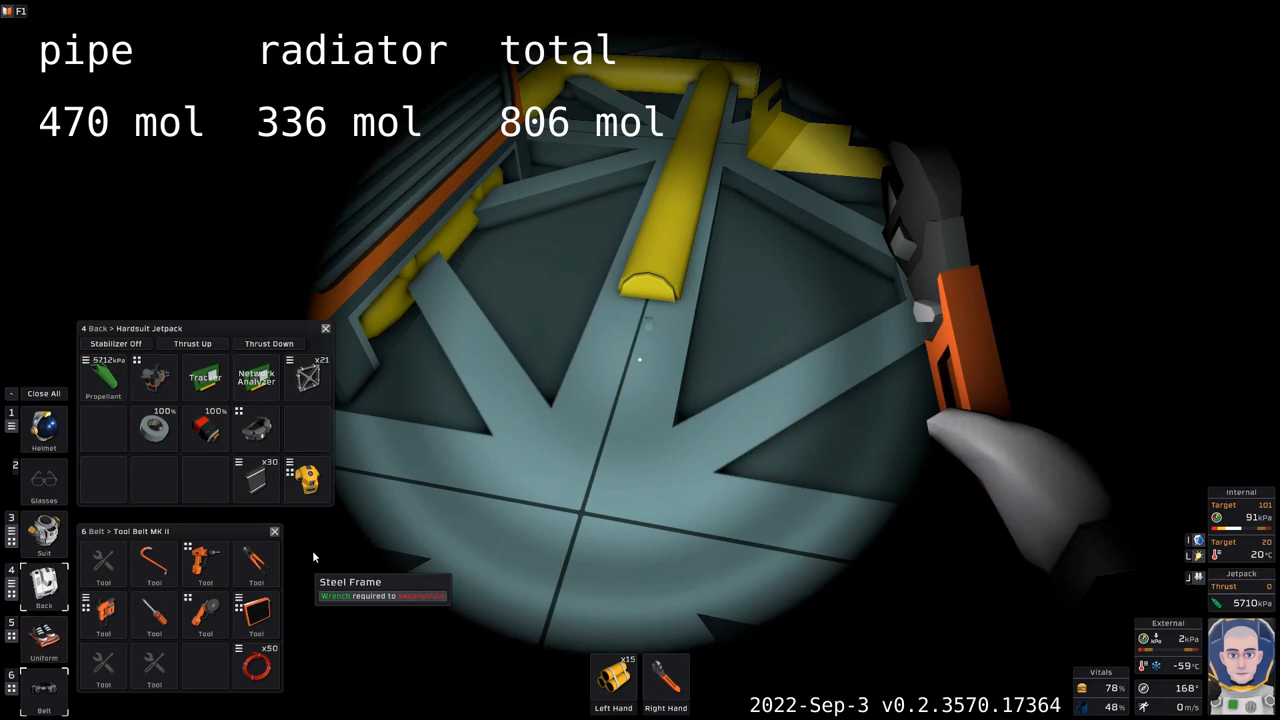 F1
pipe radiator total
470 mol 336 mol 806 mol
4 Back > Hardsuit Jetpack
Stabilizer Off Thrust Up Thrust Down
5712kPa x21
Tracker Network Analyzer
Propellant
100% 100%
x30
- Close All
1 Helmet
2 Glasses
3 Suit
4 Back
5 Uniform
6 Belt
6 Belt > Tool Belt MK II
Tool Tool Tool Tool
Tool Tool Tool Tool
x50
Tool Tool
Steel Frame
Wrench required to deconstruct
x15
Left Hand Right Hand
2022-Sep-3 v0.2.3570.17364
Internal
Target 101
91kPa
Target 20
20°C
Jetpack
Thrust 0
5710kPa
External
kPa 2kPa
-59°C
168°
0m/s
Vitals
78%
48%
I
L
J